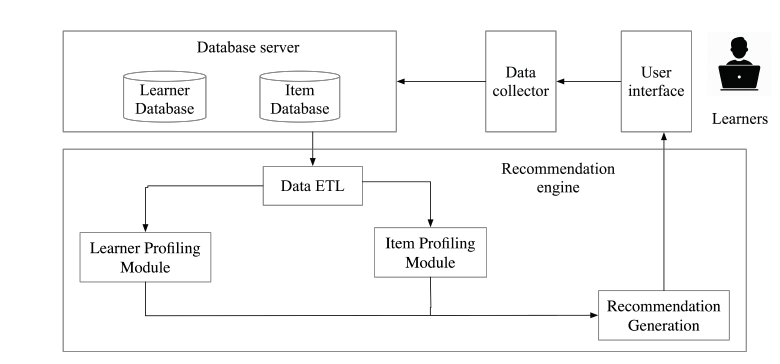 Database server
Learner
Database
Item
Database
Data
collector
User
interface
Learners
Recommendation
engine
Data ETL
Learner Profiling
Module
Item Profiling
Module
Recommendation
Generation